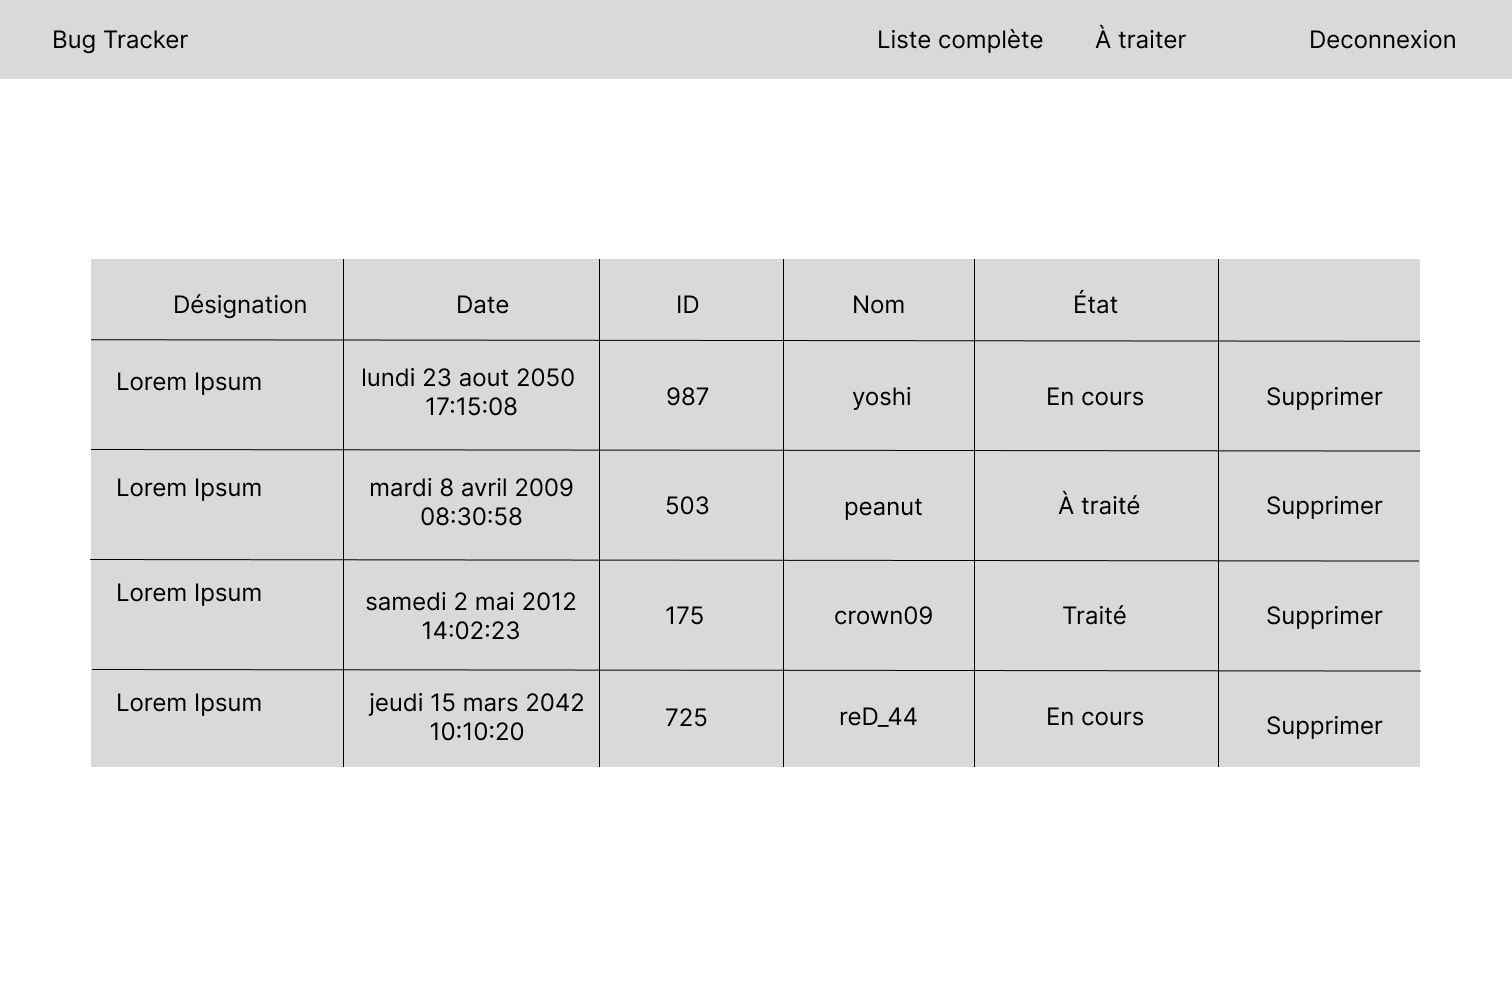 Bug Tracker Liste complète À traiter Deconnexion
Désignation Date ID Nom État
Lorem Ipsum lundi 23 aout 2050 987 yoshi En cours Supprimer
17:15:08
Lorem Ipsum mardi 8 avril 2009 503 peanut À traité Supprimer
08:30:58
Lorem Ipsum samedi 2 mai 2012 175 crown09 Traité Supprimer
14:02:23
Lorem Ipsum jeudi 15 mars 2042 725 reD_44 En cours Supprimer
10:10:20